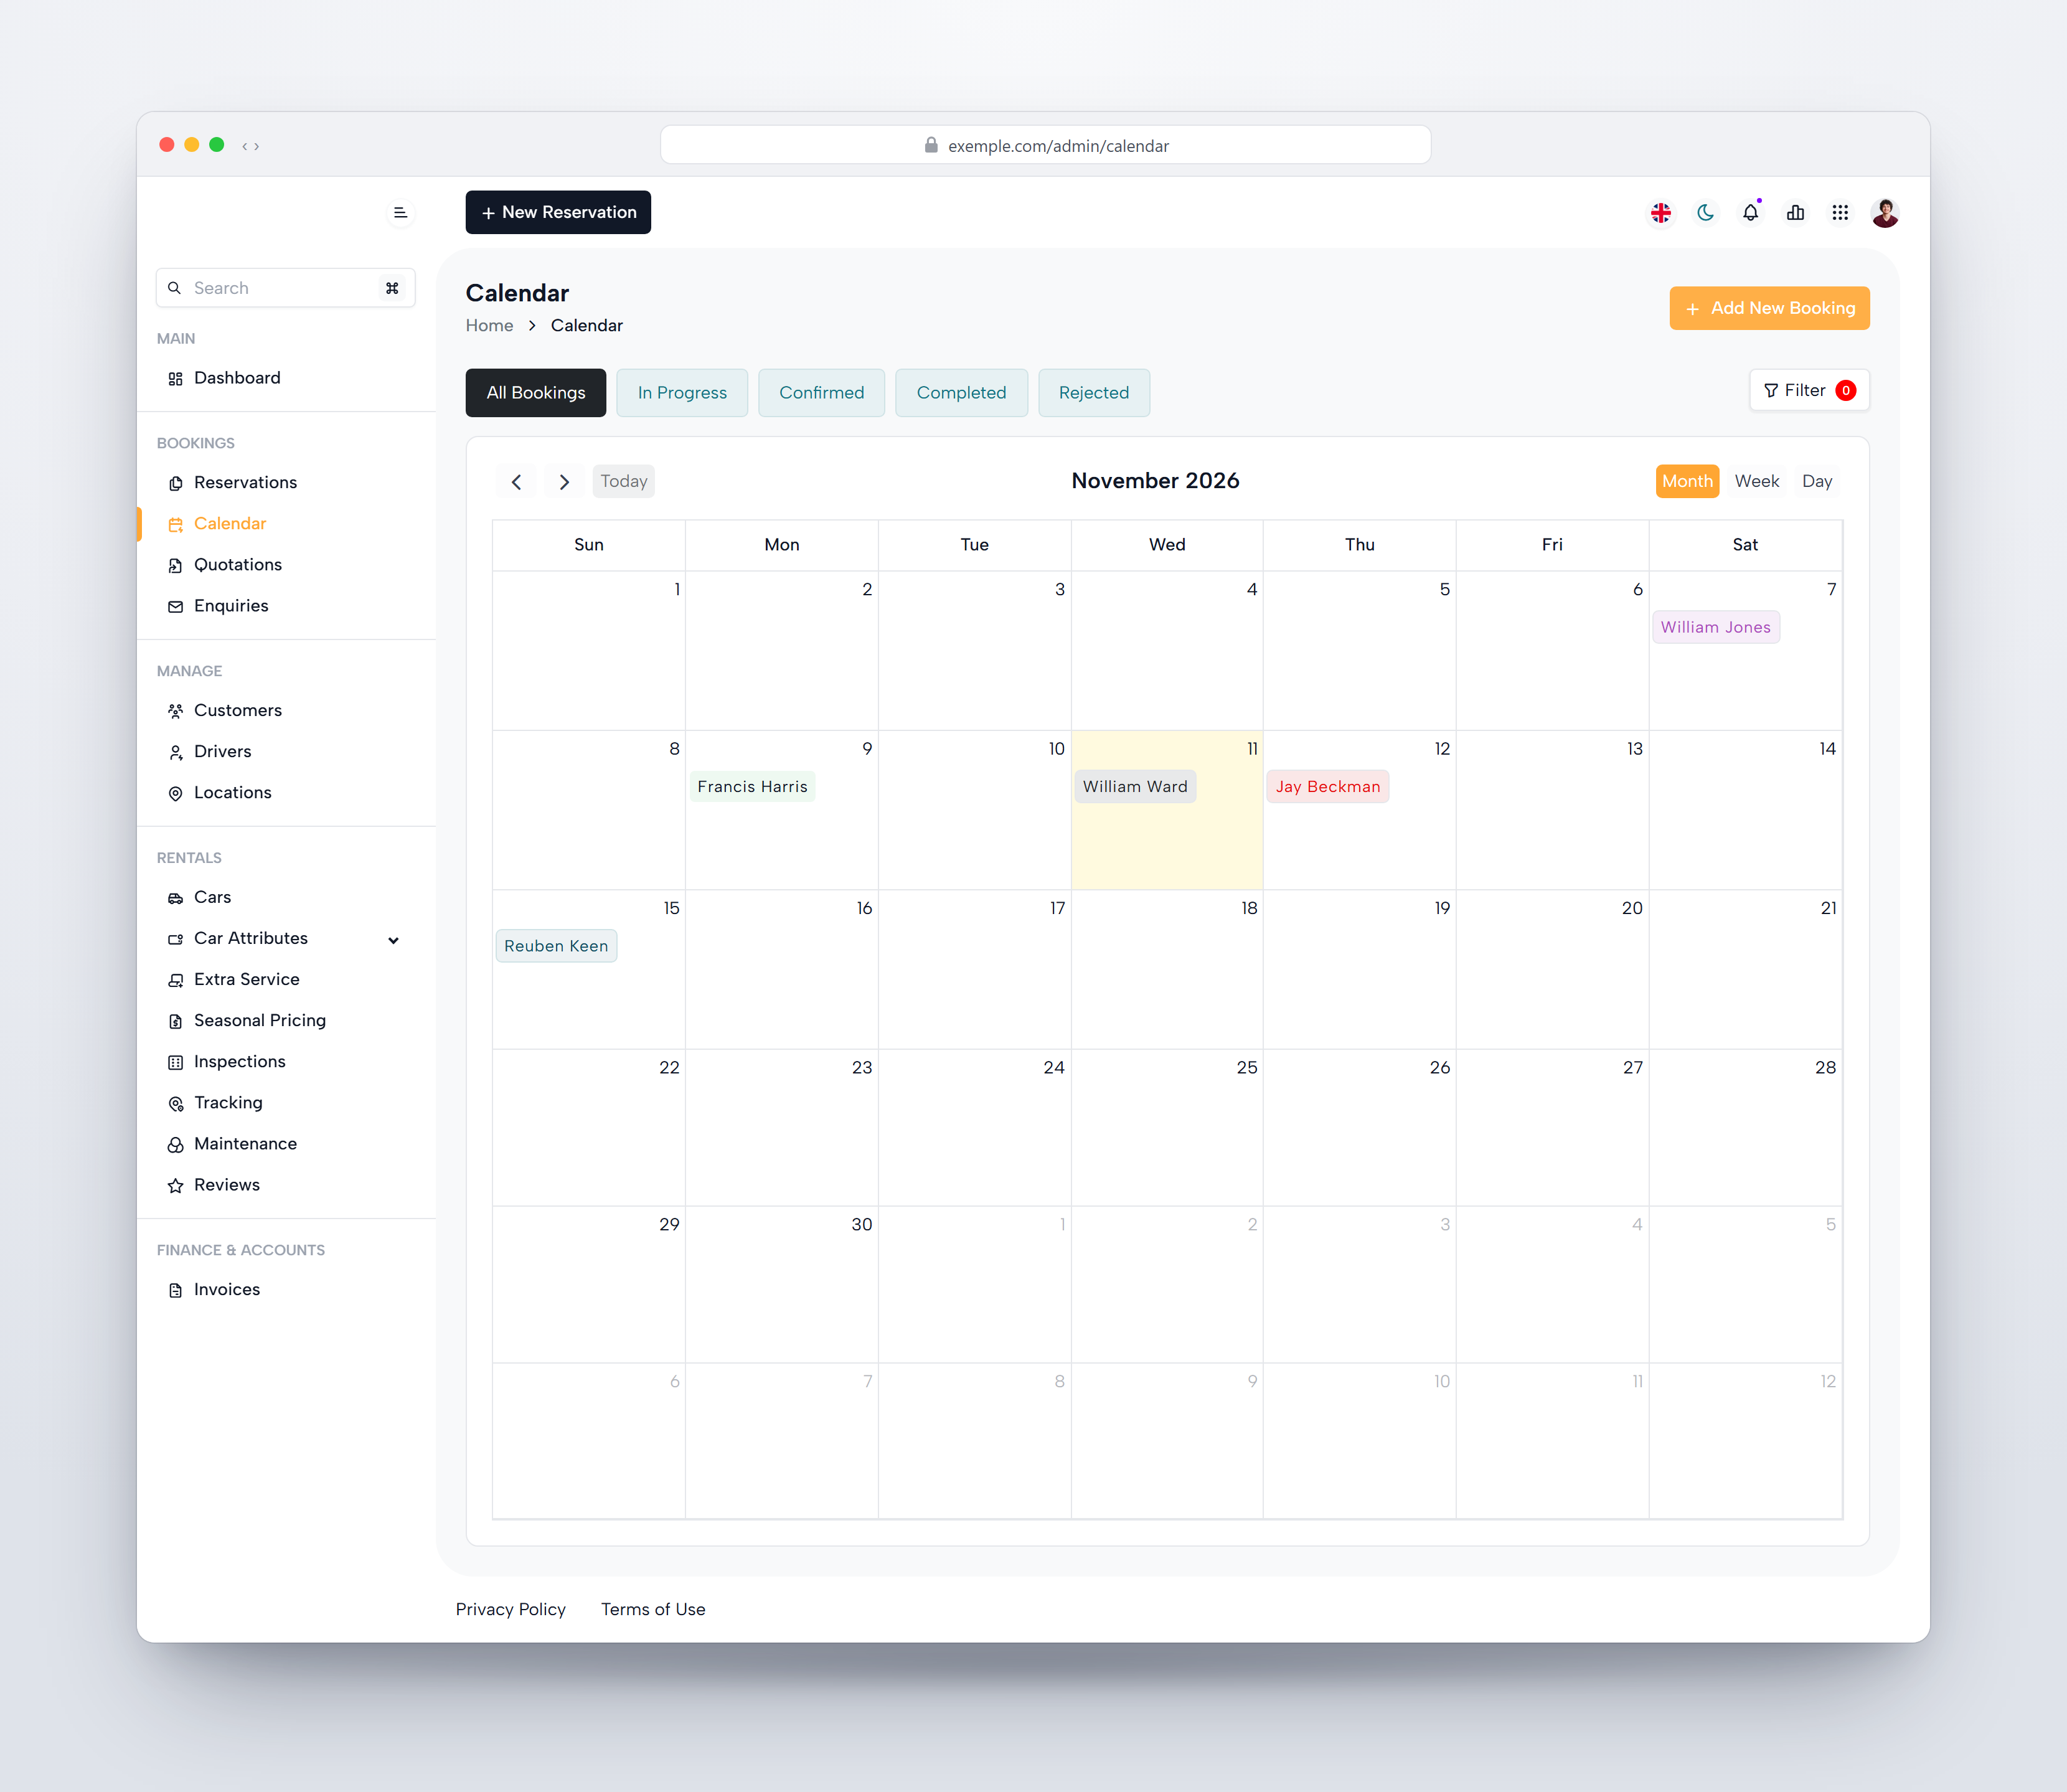 exemple.com/admin/calendar
+ New Reservation
Search
MAIN
Dashboard
BOOKINGS
Reservations
Calendar
Quotations
Enquiries
MANAGE
Customers
Drivers
Locations
RENTALS
Cars
Car Attributes
Extra Service
Seasonal Pricing
Inspections
Tracking
Maintenance
Reviews
FINANCE & ACCOUNTS
Invoices
Calendar
Home > Calendar
+ Add New Booking
All Bookings In Progress Confirmed Completed Rejected
Filter 0
Today
November 2026
Month Week Day
Sun Mon Tue Wed Thu Fri Sat
1 2 3 4 5 6 7
William Jones
8 9 10 11 12 13 14
Francis Harris William Ward Jay Beckman
15 16 17 18 19 20 21
Reuben Keen
22 23 24 25 26 27 28
29 30 1 2 3 4 5
6 7 8 9 10 11 12
Privacy Policy Terms of Use